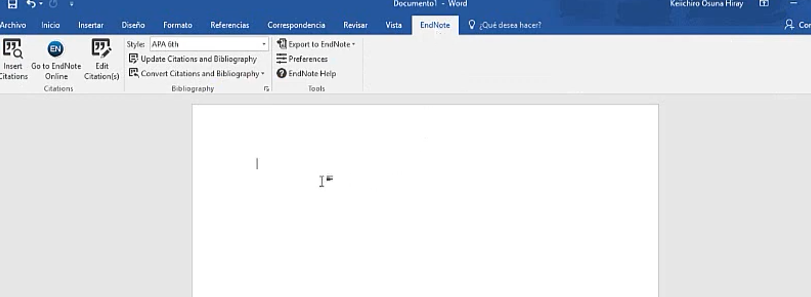 Documento1 - Word
Keiichiro Osuna Hiray
Archivo Inicio Insertar Diseño Formato Referencias Correspondencia Revisar Vista EndNote ¿Qué desea hacer?
Insert Citations
Go to EndNote Online
Edit Citation(s)
Citations
Style: APA 6th
Update Citations and Bibliography
Convert Citations and Bibliography
Bibliography
Export to EndNote
Preferences
EndNote Help
Tools